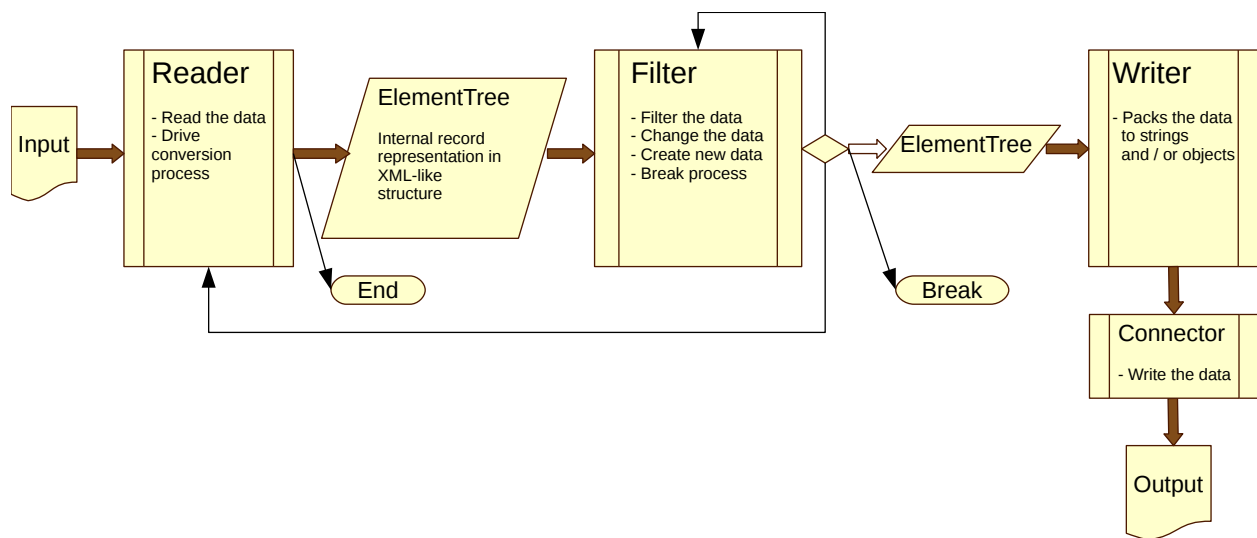 Input
Reader
- Read the data
- Drive
conversion
process
ElementTree
Internal record
representation in
XML-like
structure
End
Filter
- Filter the data
- Change the data
- Create new data
- Break process
ElementTree
Break
Writer
- Packs the data
to strings
and / or objects
Connector
- Write the data
Output